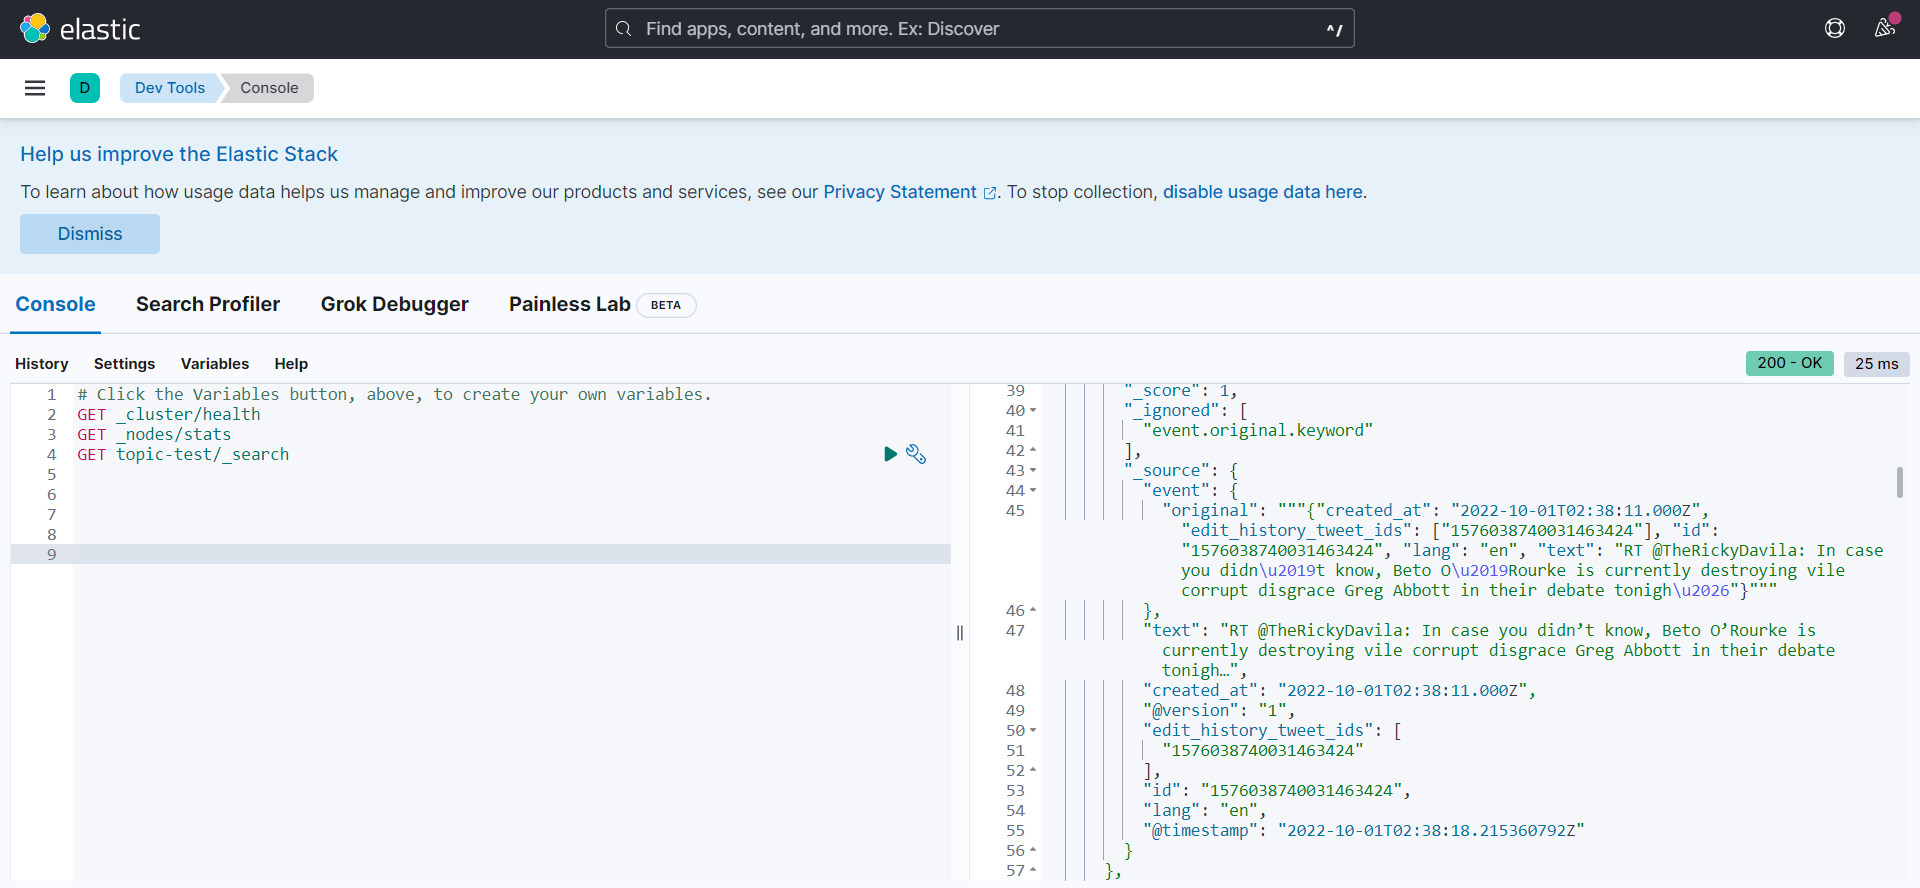 elastic
Find apps, content, and more. Ex: Discover
^/
D
Dev Tools
Console
Help us improve the Elastic Stack
To learn about how usage data helps us manage and improve our products and services, see our Privacy Statement. To stop collection, disable usage data here.
Dismiss
Console
Search Profiler
Grok Debugger
Painless Lab
BETA
History
Settings
Variables
Help
200 - OK
25 ms
1 # Click the Variables button, above, to create your own variables.
2 GET _cluster/health
3 GET _nodes/stats
4 GET topic-test/_search
5
6
7
8
9
39 "_score": 1,
40 "_ignored": [
41 "event.original.keyword"
42 ],
43 "_source": {
44 "event": {
45 "original": """{"created_at": "2022-10-01T02:38:11.000Z",
"edit_history_tweet_ids": ["1576038740031463424"], "id":
"1576038740031463424", "lang": "en", "text": "RT @TheRickyDavila: In case
you didn\u2019t know, Beto O\u2019Rourke is currently destroying vile
corrupt disgrace Greg Abbott in their debate tonigh\u2026"}"""
46 },
47 "text": "RT @TheRickyDavila: In case you didn’t know, Beto O’Rourke is
currently destroying vile corrupt disgrace Greg Abbott in their debate
tonigh…",
48 "created_at": "2022-10-01T02:38:11.000Z",
49 "@version": "1",
50 "edit_history_tweet_ids": [
51 "1576038740031463424"
52 ],
53 "id": "1576038740031463424",
54 "lang": "en",
55 "@timestamp": "2022-10-01T02:38:18.215360792Z"
56 }
57 },